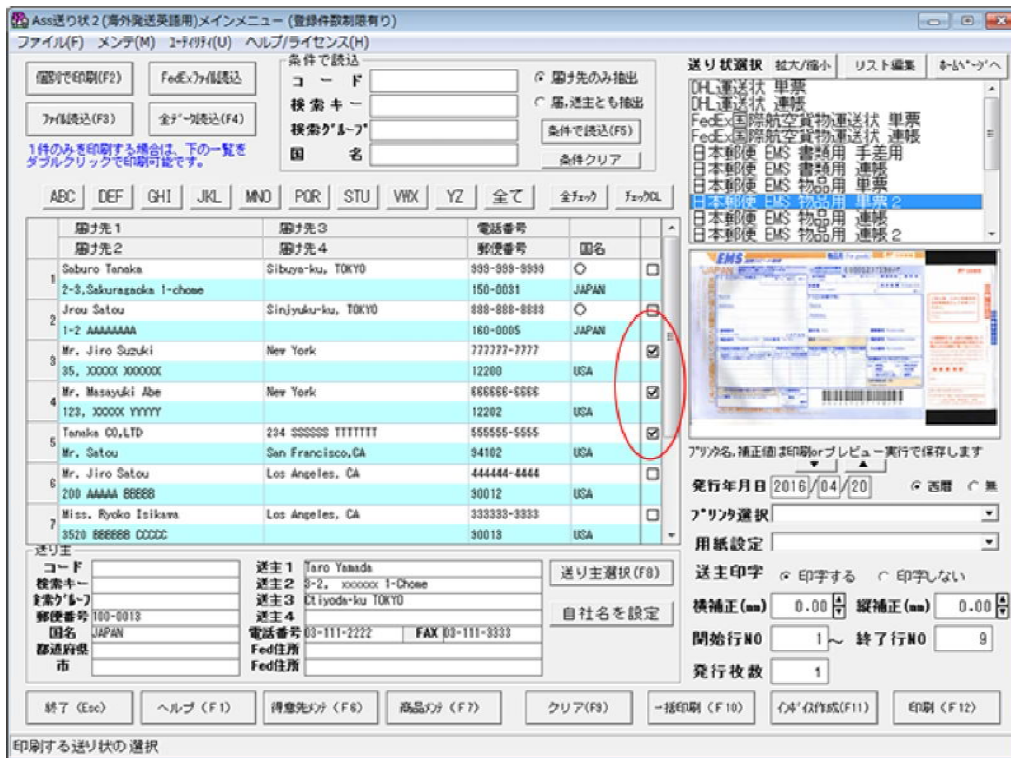 Ass送り状2(海外発送英語用)メインメニュー (登録件数制限有り)
ファイル(F) メンテ(M) ユーティリティ(U) ヘルプ/ライセンス(H)
個別で印刷(F2) FedExファイル読込
ファイル読込(F3) 全データ読込(F4)
1件のみを印刷する場合は、下の一覧を
ダブルクリックで印刷可能です。
条件で読込
コード
検索キー
検索グループ
国名
届け先のみ抽出
届,送主とも抽出
条件で読込(F5)
条件クリア
送り状選択 拡大/縮小 リスト編集 ホームページへ
DHL運送状 単票
DHL運送状 連帳
FedEx国際航空貨物運送状 単票
FedEx国際航空貨物運送状 連帳
日本郵便 EMS 書類用 手差用
日本郵便 EMS 書類用 連帳
日本郵便 EMS 物品用 単票
日本郵便 EMS 物品用 単票2
日本郵便 EMS 物品用 連帳
日本郵便 EMS 物品用 連帳2
ABC DEF GHI JKL MNO PQR STU VWX YZ 全て 全チェック チェックCL
届け先1 届け先3 電話番号
届け先2 届け先4 郵便番号 国名
1 Saburo Tanaka Sibuya-ku, TOKYO 999-999-9999 ○
2-3,Sakuragaoka 1-chome 150-0031 JAPAN
2 Jrou Satou Sinjyuku-ku, TOKYO 888-888-8888 ○
1-2 AAAAAAAA 160-0005 JAPAN
3 Mr. Jiro Suzuki New York 777777-7777
35, XXXXX XXXXXX 12200 USA
4 Mr. Masayuki Abe New York 666666-6666
123, XXXXX YYYYY 12202 USA
5 Tanaka CO,LTD 234 SSSSSS TTTTTTT 555555-5555
Mr. Satou San Francisco,CA 94102 USA
6 Mr. Jiro Satou Los Angeles, CA 444444-4444
200 AAAAA BBBBB 30012 USA
7 Miss. Ryoko Isikawa Los Angeles, CA 333333-3333
3520 BBBBBB CCCCC 30013 USA
EMS
JAPAN
プリンタ名,補正値は印刷orプレビュー実行で保存します
発行年月日 2016/04/20 西暦 無
プリンタ選択
用紙設定
送主印字 印字する 印字しない
横補正(mm) 0.00 縦補正(mm) 0.00
開始行NO 1 ～ 終了行NO 9
発行枚数 1
送り主
コード
検索キー
検索グループ
郵便番号 100-0013
国名 JAPAN
都道府県
市
送主1 Taro Yamada
送主2 3-2, xxxxxx 1-Chome
送主3 Ctiyoda-ku TOKYO
送主4
電話番号 03-111-2222 FAX 03-111-3333
Fed住所
Fed住所
送り主選択(F8)
自社名を設定
終了 (Esc) ヘルプ (F1) 得意先メンテ (F6) 商品メンテ (F7) クリア(F9) 一括印刷 (F10) インボイス作成(F11) 印刷 (F12)
印刷する送り状の選択